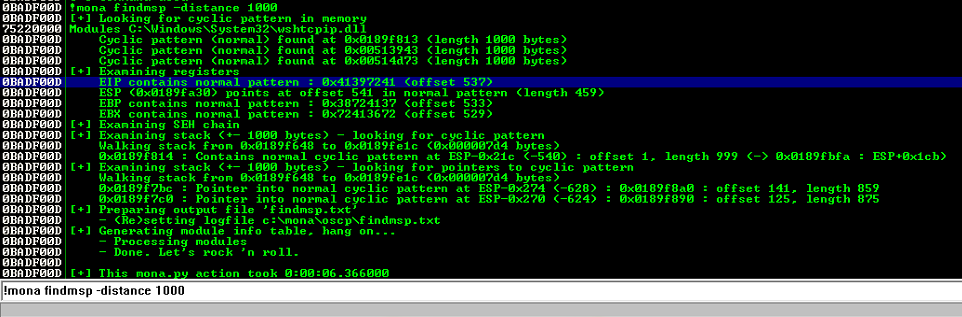 0BADF00D !mona findmsp -distance 1000
0BADF00D [+] Looking for cyclic pattern in memory
75220000 Modules C:\Windows\System32\wshtcpip.dll
0BADF00D Cyclic pattern (normal) found at 0x0189f813 (length 1000 bytes)
0BADF00D Cyclic pattern (normal) found at 0x00513943 (length 1000 bytes)
0BADF00D Cyclic pattern (normal) found at 0x00514d73 (length 1000 bytes)
0BADF00D [+] Examining registers
0BADF00D EIP contains normal pattern : 0x41397241 (offset 537)
0BADF00D ESP (0x0189fa30) points at offset 541 in normal pattern (length 459)
0BADF00D EBP contains normal pattern : 0x38724137 (offset 533)
0BADF00D EBX contains normal pattern : 0x72413672 (offset 529)
0BADF00D [+] Examining SEH chain
0BADF00D [+] Examining stack (+- 1000 bytes) - looking for cyclic pattern
0BADF00D Walking stack from 0x0189f648 to 0x0189fe1c (0x000007d4 bytes)
0BADF00D 0x0189f814 : Contains normal cyclic pattern at ESP-0x21c (-540) : offset 1, length 999 (-> 0x0189fbfa : ESP+0x1cb)
0BADF00D [+] Examining stack (+- 1000 bytes) - looking for pointers to cyclic pattern
0BADF00D Walking stack from 0x0189f648 to 0x0189fe1c (0x000007d4 bytes)
0BADF00D 0x0189f7bc : Pointer into normal cyclic pattern at ESP-0x274 (-628) : 0x0189f8a0 : offset 141, length 859
0BADF00D 0x0189f7c0 : Pointer into normal cyclic pattern at ESP-0x270 (-624) : 0x0189f890 : offset 125, length 875
0BADF00D [+] Preparing output file 'findmsp.txt'
0BADF00D - (Re)setting logfile c:\mona\oscp\findmsp.txt
0BADF00D [+] Generating module info table, hang on...
0BADF00D - Processing modules
0BADF00D - Done. Let's rock 'n roll.
0BADF00D
0BADF00D [+] This mona.py action took 0:00:06.366000
!mona findmsp -distance 1000